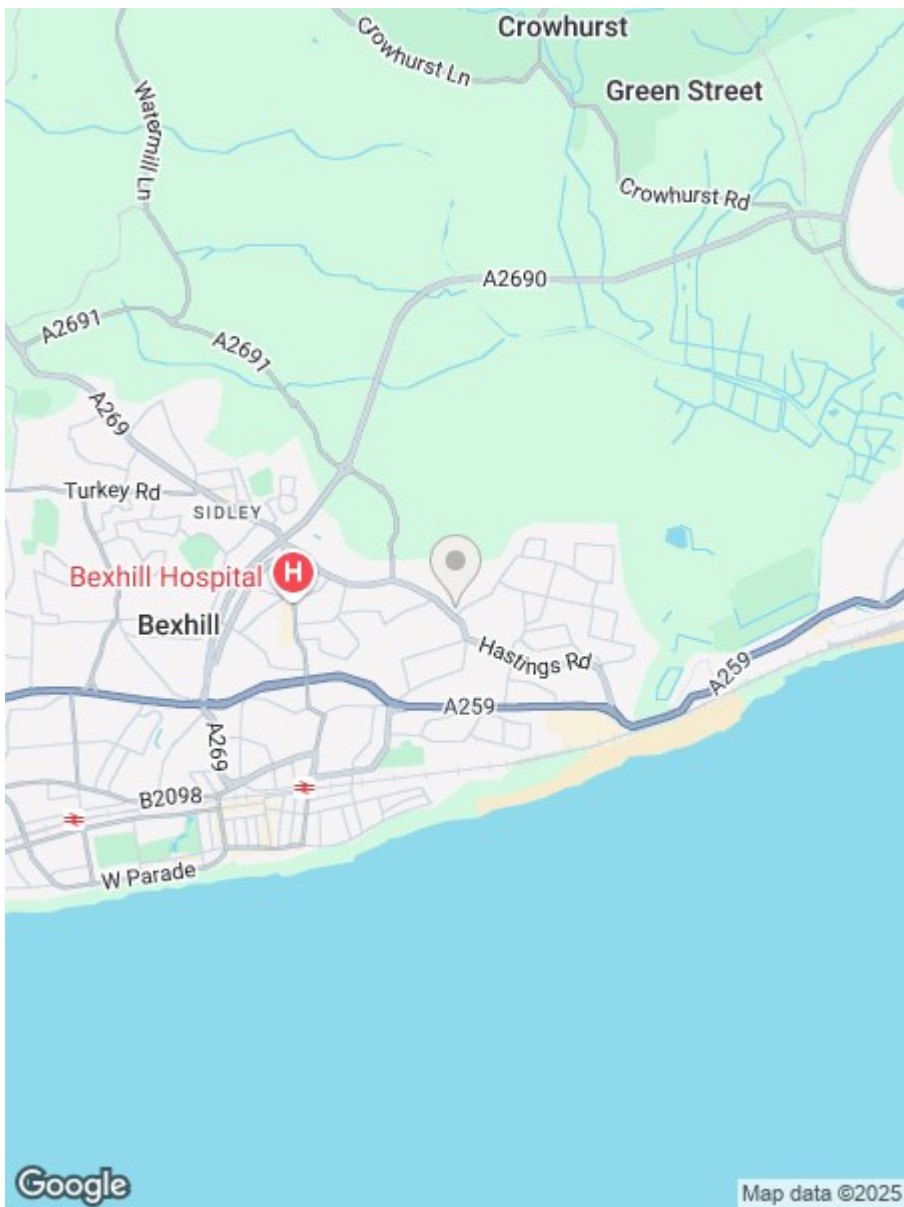 Crowhurst
Crowhurst Ln
Green Street
Watermill Ln
Crowhurst Rd
A2690
A2691
A2691
A269
Turkey Rd
SIDLEY
Bexhill Hospital
H
Bexhill
Hastings Rd
A259
A259
A269
B2098
W Parade
Google
Map data ©2025